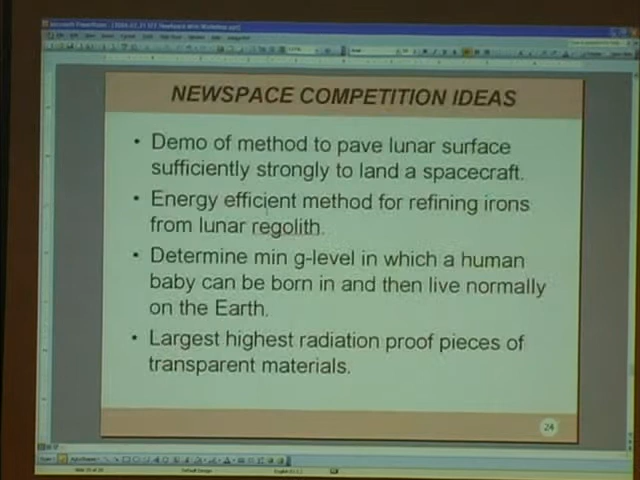 NEWSPACE COMPETITION IDEAS
• Demo of method to pave lunar surface
sufficiently strongly to land a spacecraft.
• Energy efficient method for refining irons
from lunar regolith.
• Determine min g-level in which a human
baby can be born in and then live normally
on the Earth.
• Largest highest radiation proof pieces of
transparent materials.
24